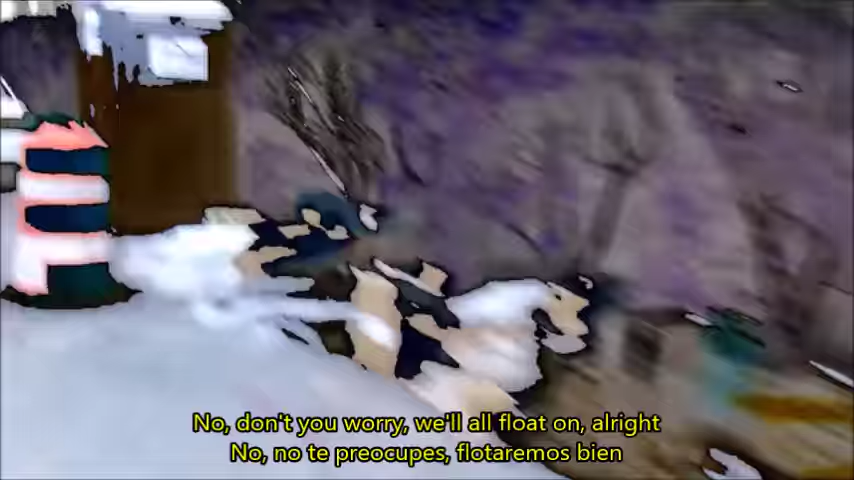 No, don't you worry, we'll all float on, alright
No, no te preocupes, flotaremos bien